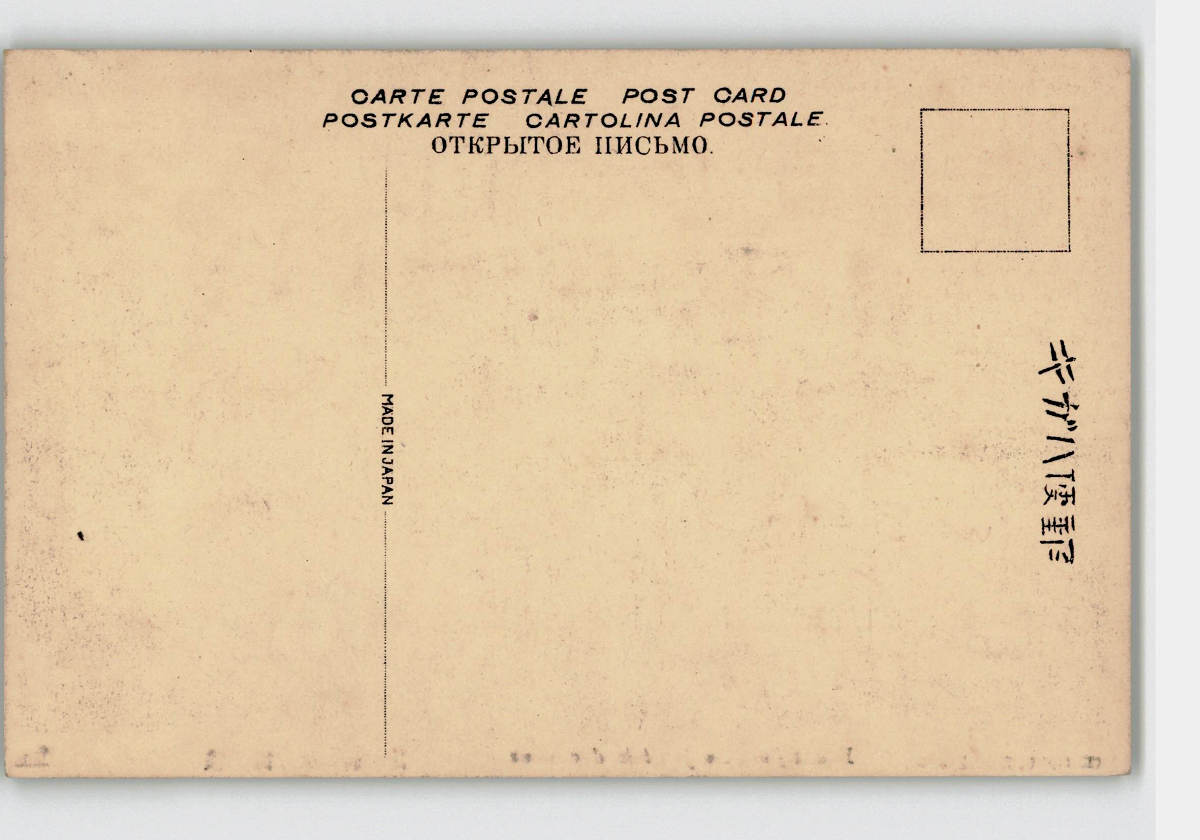 CARTE POSTALE POST CARD
POSTKARTE CARTOLINA POSTALE.
ОТКРЫТОЕ ПИСЬМО.
MADE IN JAPAN
キガハ便郵